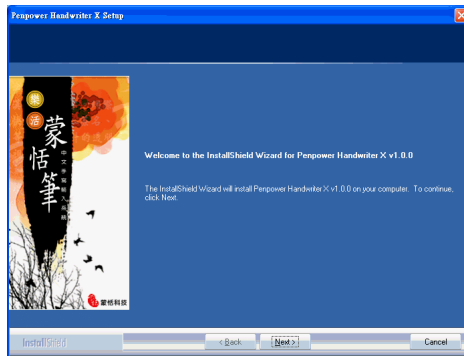 Penpower Handwriter X Setup
樂
活
蒙恬筆
中文手寫輸入系統
蒙恬科技
Welcome to the InstallShield Wizard for Penpower Handwriter X v1.0.0
The InstallShield Wizard will install Penpower Handwriter X v1.0.0 on your computer. To continue,
click Next.
InstallShield
< Back
Next >
Cancel